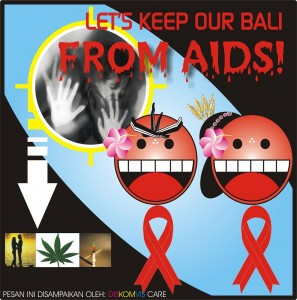 LET'S KEEP OUR BALI
FROM AIDS!
PESAN INI DISAMPAIKAN OLEH: DISKOMVIS CARE